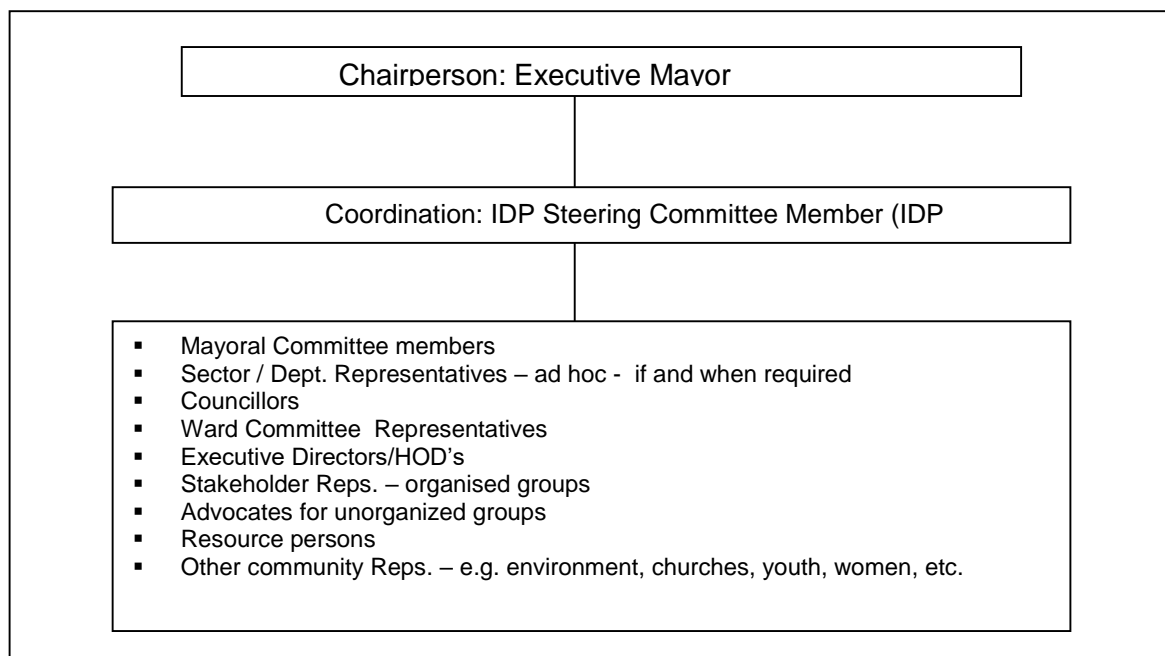 Chairperson: Executive Mayor
Coordination: IDP Steering Committee Member (IDP
▪ Mayoral Committee members
▪ Sector / Dept. Representatives – ad hoc - if and when required
▪ Councillors
▪ Ward Committee Representatives
▪ Executive Directors/HOD's
▪ Stakeholder Reps. – organised groups
▪ Advocates for unorganized groups
▪ Resource persons
▪ Other community Reps. – e.g. environment, churches, youth, women, etc.